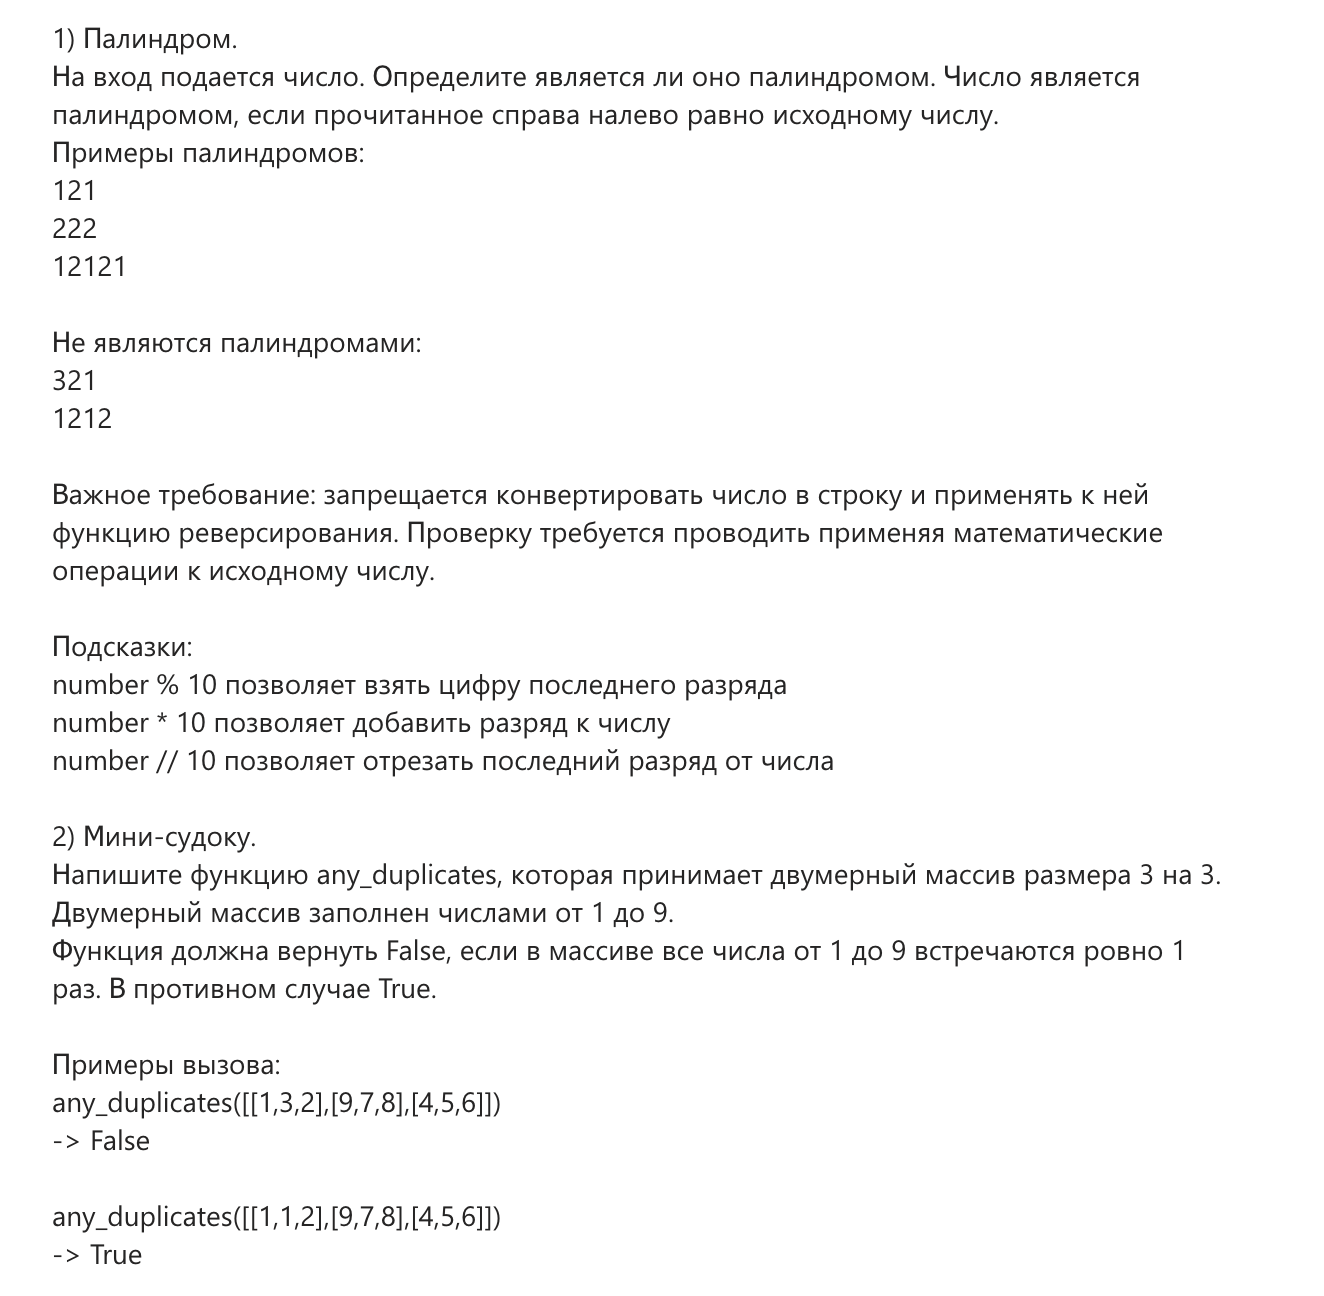 1) Палиндром.
На вход подается число. Определите является ли оно палиндромом. Число является
палиндромом, если прочитанное справа налево равно исходному числу.
Примеры палиндромов:
121
222
12121
Не являются палиндромами:
321
1212
Важное требование: запрещается конвертировать число в строку и применять к ней
функцию реверсирования. Проверку требуется проводить применяя математические
операции к исходному числу.
Подсказки:
number % 10 позволяет взять цифру последнего разряда
number * 10 позволяет добавить разряд к числу
number // 10 позволяет отрезать последний разряд от числа
2) Мини-судоку.
Напишите функцию any_duplicates, которая принимает двумерный массив размера 3 на 3.
Двумерный массив заполнен числами от 1 до 9.
Функция должна вернуть False, если в массиве все числа от 1 до 9 встречаются ровно 1
раз. В противном случае True.
Примеры вызова:
any_duplicates([[1,3,2],[9,7,8],[4,5,6]])
-> False
any_duplicates([[1,1,2],[9,7,8],[4,5,6]])
-> True